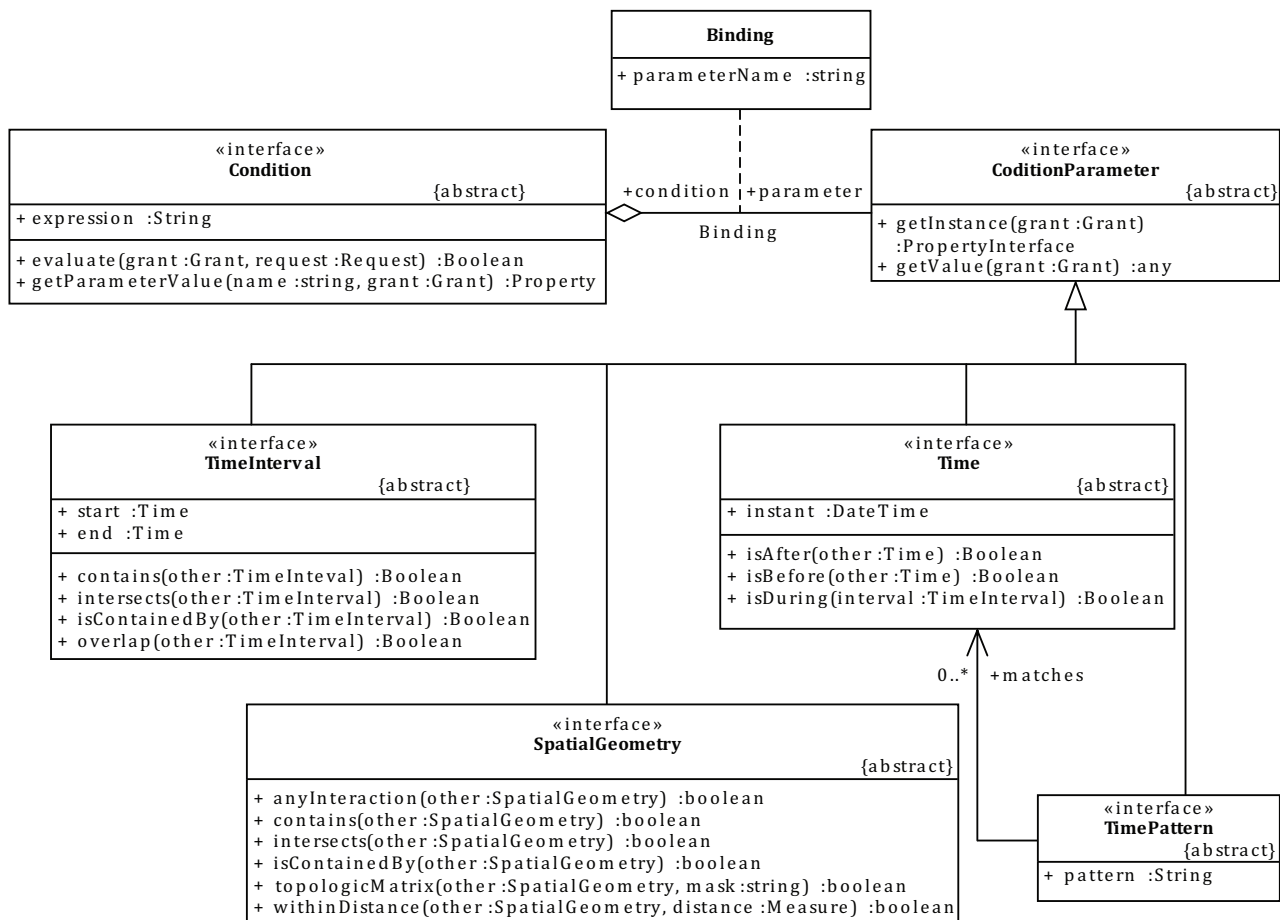 Binding
+ parameterName :string
«interface»
Condition
{abstract}
+ expression :String
+ evaluate(grant :Grant, request :Request) :Boolean
+ getParameterValue(name :string, grant :Grant) :Property
+condition
+parameter
Binding
«interface»
CoditionParameter
{abstract}
+ getInstance(grant :Grant)
:PropertyInterface
+ getValue(grant :Grant) :any
«interface»
TimeInterval
{abstract}
+ start :Time
+ end :Time
+ contains(other :TimeInteval) :Boolean
+ intersects(other :TimeInterval) :Boolean
+ isContainedBy(other :TimeInterval) :Boolean
+ overlap(other :TimeInterval) :Boolean
«interface»
Time
{abstract}
+ instant :DateTime
+ isAfter(other :Time) :Boolean
+ isBefore(other :Time) :Boolean
+ isDuring(interval :TimeInterval) :Boolean
0..*
+matches
«interface»
SpatialGeometry
{abstract}
+ anyInteraction(other :SpatialGeometry) :boolean
+ contains(other :SpatialGeometry) :boolean
+ intersects(other :SpatialGeometry) :boolean
+ isContainedBy(other :SpatialGeometry) :boolean
+ topologicMatrix(other :SpatialGeometry, mask :string) :boolean
+ withinDistance(other :SpatialGeometry, distance :Measure) :boolean
«interface»
TimePattern
{abstract}
+ pattern :String